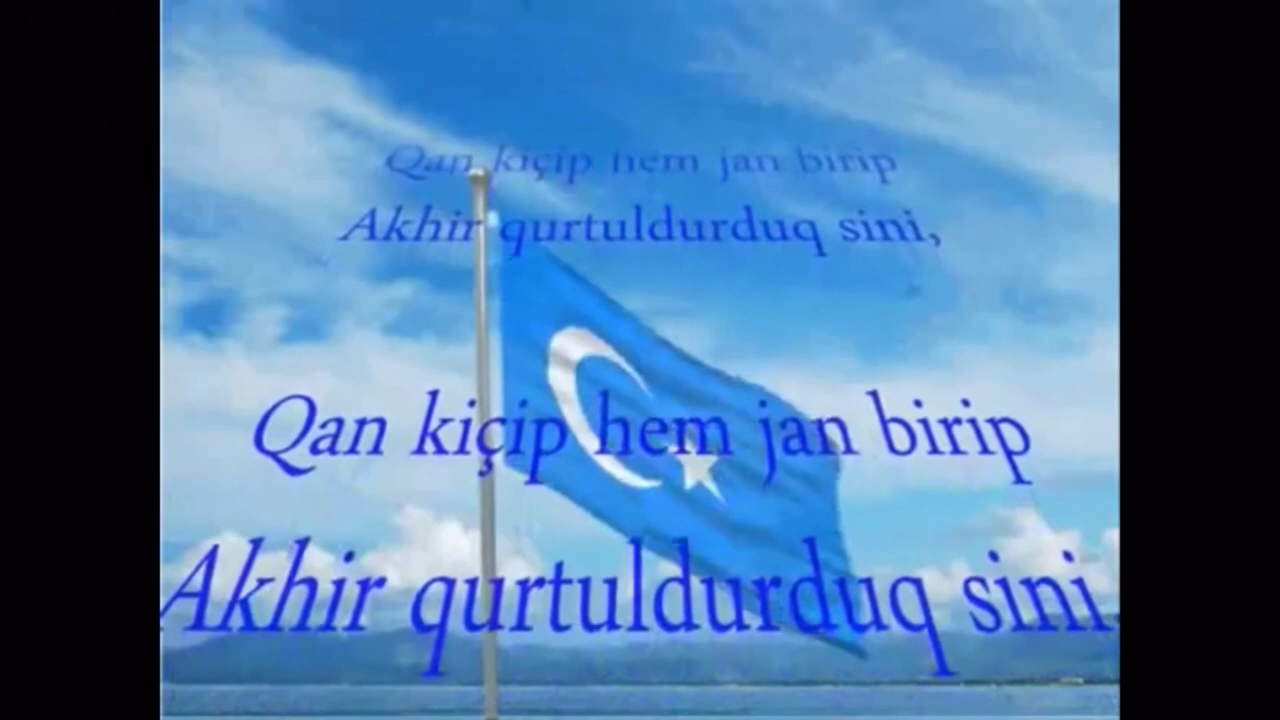 Qan kiçip hem jan birip
Akhir qurtuldurduq sini,
Qan kiçip hem jan birip
Akhir qurtuldurduq sini.